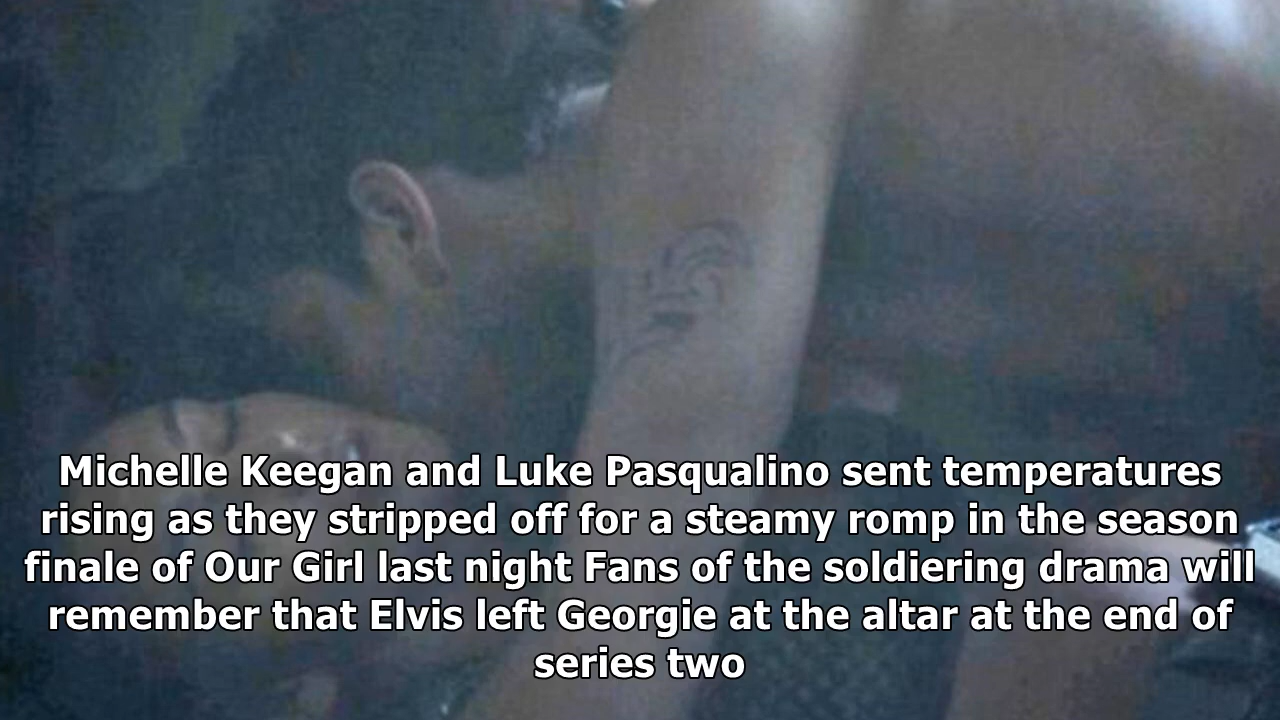 Michelle Keegan and Luke Pasqualino sent temperatures
rising as they stripped off for a steamy romp in the season
finale of Our Girl last night Fans of the soldiering drama will
remember that Elvis left Georgie at the altar at the end of
series two